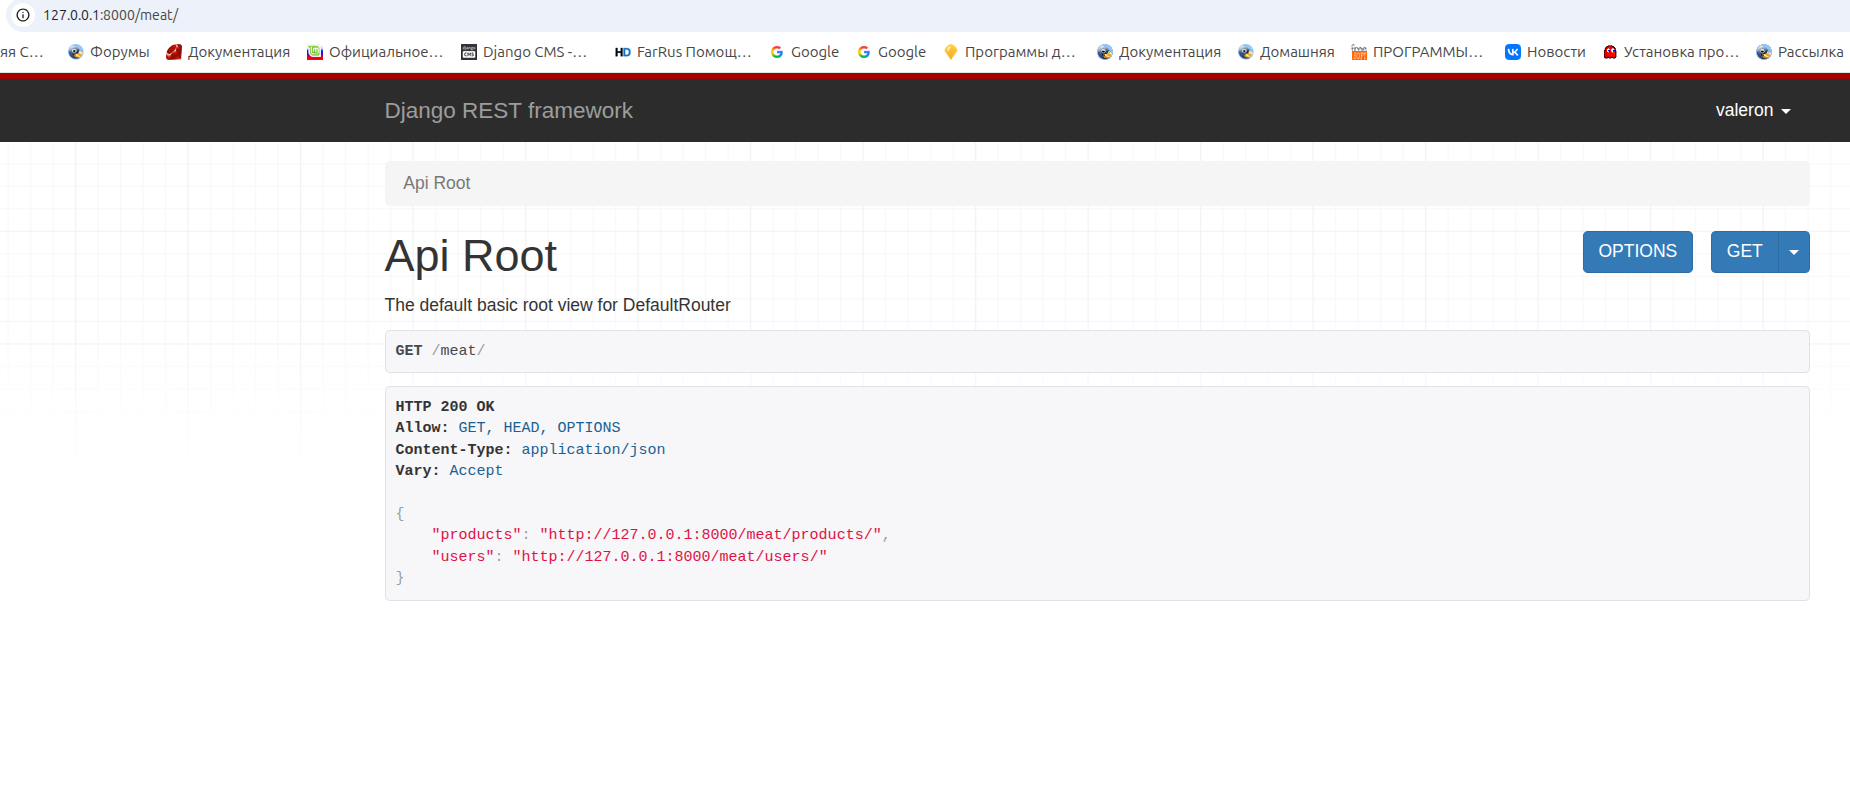 127.0.0.1:8000/meat/
яя С... Форумы Документация Официальное... Django CMS -... HD FarRus Помощ... Google Google Программы д... Документация Домашняя ПРОГРАММЫ... Новости Установка про... Рассылка
Django REST framework valeron
Api Root
Api Root OPTIONS GET
The default basic root view for DefaultRouter
GET /meat/
HTTP 200 OK
Allow: GET, HEAD, OPTIONS
Content-Type: application/json
Vary: Accept
{
"products": "http://127.0.0.1:8000/meat/products/",
"users": "http://127.0.0.1:8000/meat/users/"
}